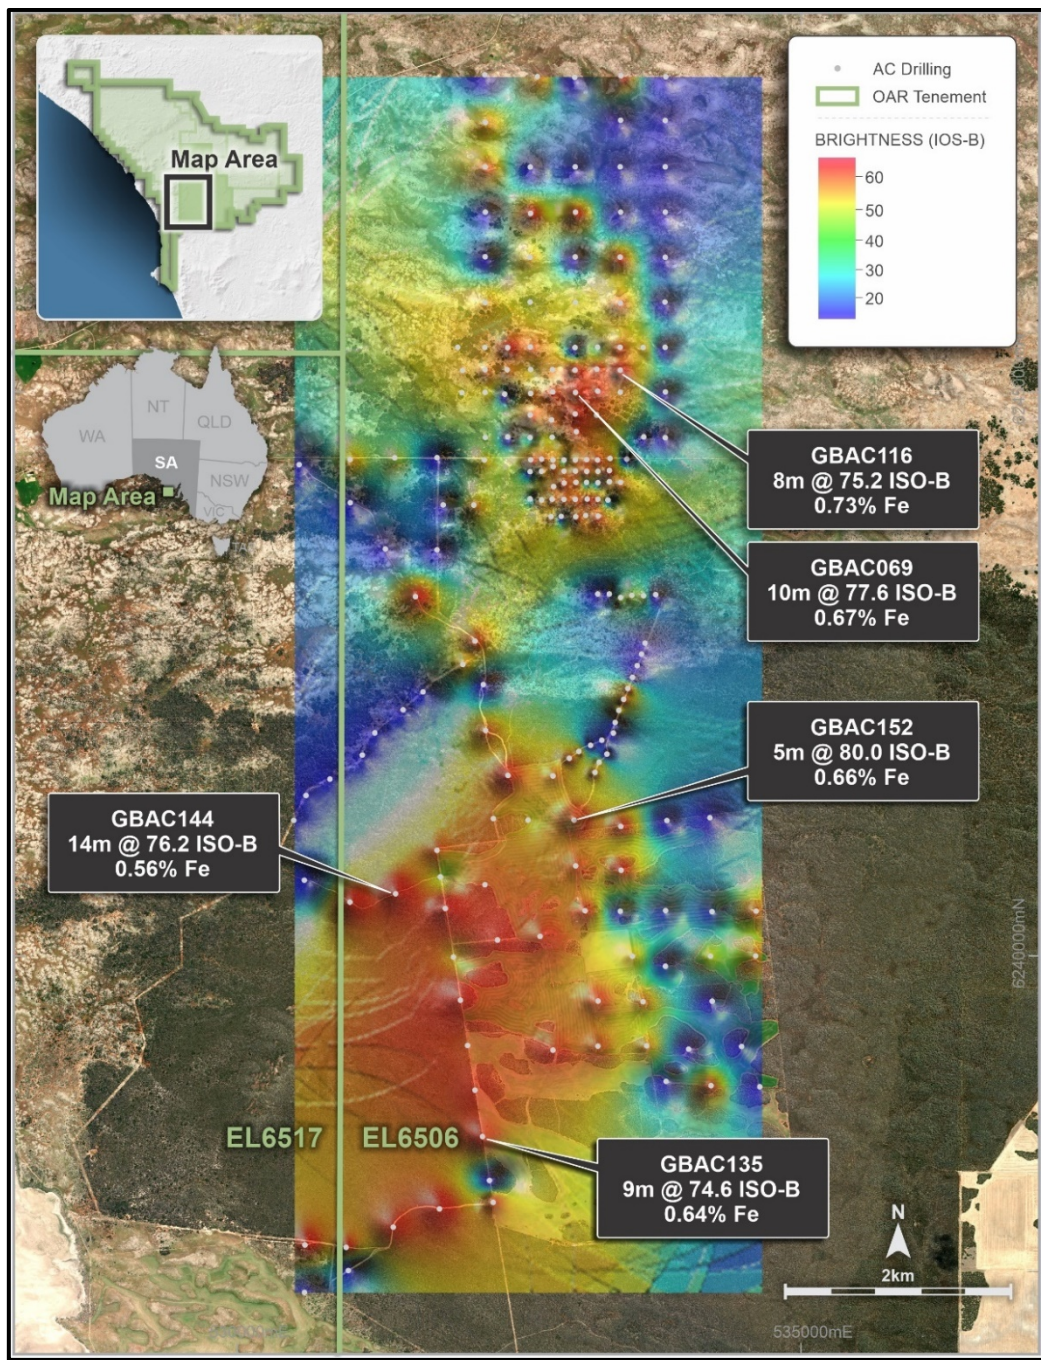 Map Area
AC Drilling
OAR Tenement
BRIGHTNESS (IOS-B)
60
50
40
30
20
NT
QLD
WA
SA
NSW
VIC
Map Area
GBAC116
8m @ 75.2 ISO-B
0.73% Fe
GBAC069
10m @ 77.6 ISO-B
0.67% Fe
GBAC152
5m @ 80.0 ISO-B
0.66% Fe
GBAC144
14m @ 76.2 ISO-B
0.56% Fe
6240000mN
EL6517
EL6506
GBAC135
9m @ 74.6 ISO-B
0.64% Fe
N
2km
535000mE